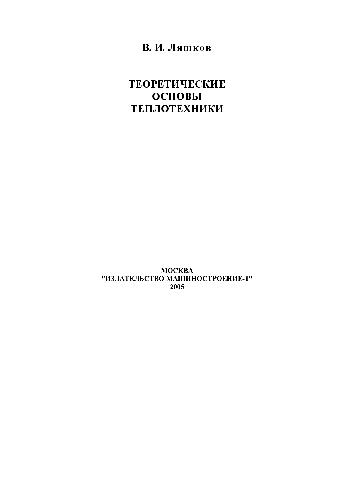 В. И. Ляшков
ТЕОРЕТИЧЕСКИЕ
ОСНОВЫ
ТЕПЛОТЕХНИКИ
МОСКВА
"ИЗДАТЕЛЬСТВО МАШИНОСТРОЕНИЕ-1"
2005